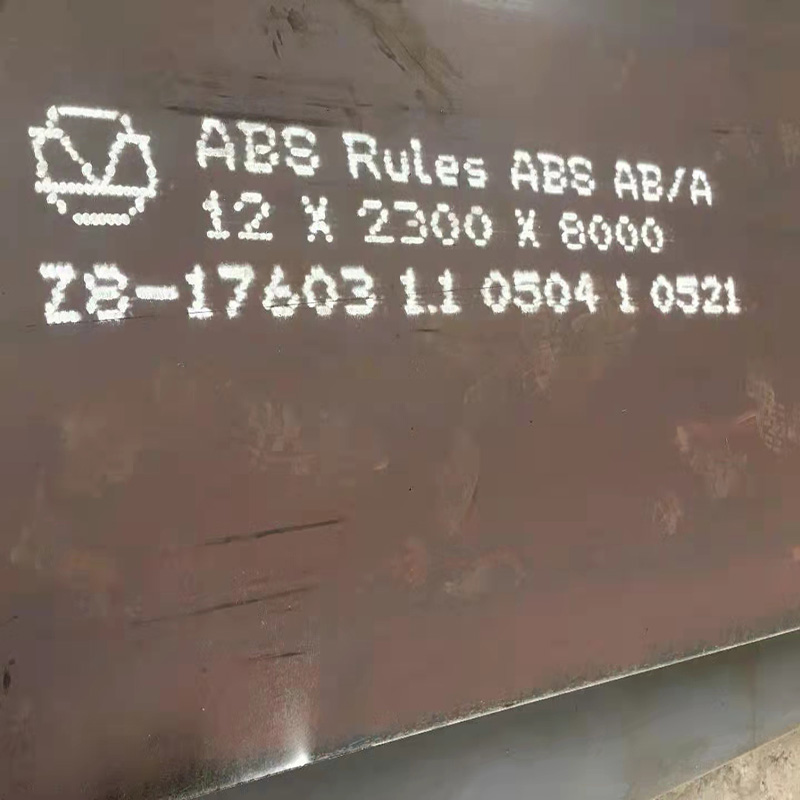 ABS Rules ABS AB/A
12 X 2300 X 8000
ZB-17603 1.1 0504 1 0521